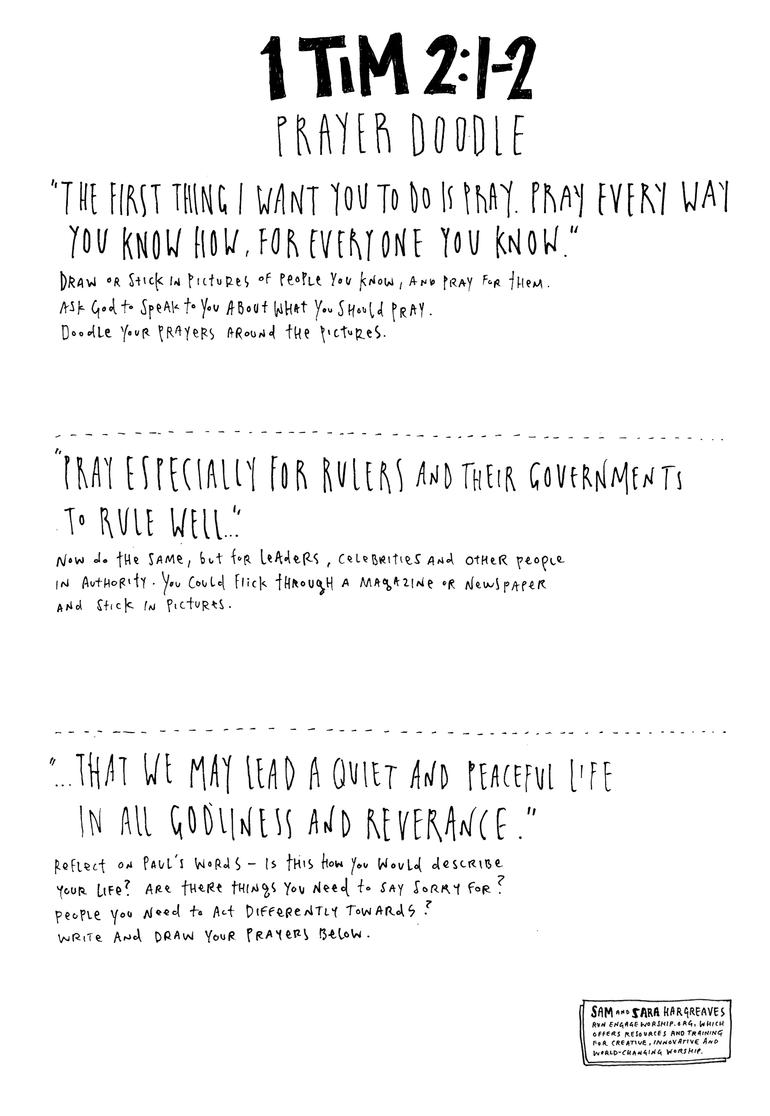 1 TiM 2:1-2
PRAYER DOODLE
"THE FIRST THING I WANT YOU TO DO IS PRAY. PRAY EVERY WAY
YOU KNOW HOW, FOR EVERYONE YOU KNOW."
DRAW OR Stick IN PictuREs OF PEOPLE You kNOW, AND PRAY FOR tHEM.
ASk God to SpeAk to You ABout WHAt You SHould PRAY.
DoodLE YouR PRAYERS AROUND tHE PictuREs.
"PRAY ESPECIALLY FOR RULERS AND THEIR GOVERNMENTS
TO RULE WELL..."
NOW do tHE SAME, but foR LeAdeRS, CELEBRITIES AND OTHER people
IN AUTHORITY. You Could Flick tHROUGH A MAGAZINE OR NewSPAPER
AND Stick IN PictuREs.
"...THAT WE MAY LEAD A QUIET AND PEACEFUL LIFE
IN ALL GODLINESS AND REVERANCE."
REFLEct ON PAUL'S WORdS - IS tHIS How You Would deSCRIBE
YOUR LIFE? ARE tHERE tHINGS You NEEd to SAY SORRY FOR?
PEOPLE You NEEd to Act DIFFERENTLY TOWARdS?
WRITE AND DRAW YOUR PRAYERS BELOW.
SAM AND SARA HARGREAVES
RUN ENGAGEWORSHIP.ORG, WHICH
OFFERS RESOURCES AND TRAINING
FOR CREATIVE, INNOVATIVE AND
WORLD-CHANGING WORSHIP.